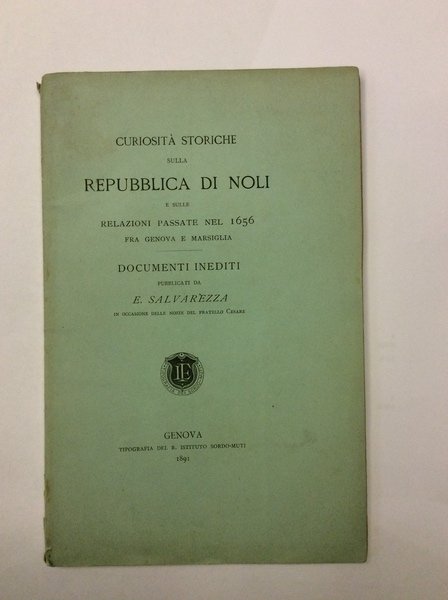 CURIOSITÀ STORICHE
SULLA
REPUBBLICA DI NOLI
E SULLE
RELAZIONI PASSATE NEL 1656
FRA GENOVA E MARSIGLIA
DOCUMENTI INEDITI
PUBBLICATI DA
E. SALVAREZZA
IN OCCASIONE DELLE NOZZE DEL FRATELLO CESARE
GENOVA
TIPOGRAFIA DEL R. ISTITUTO SORDO-MUTI
1891